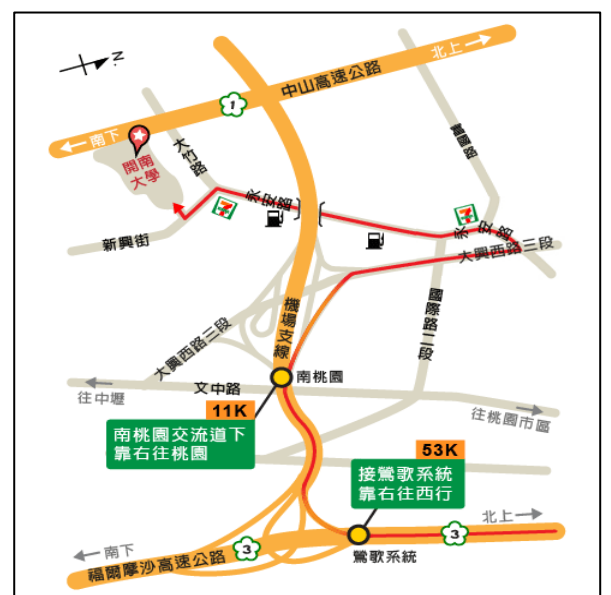 N
北上
中山高速公路
1
南下
開南
大學
大竹路
富國路
7
永安路
7
永安路
新興街
大興西路三段
機場支線
國際路二段
大興西路三段
南桃園
文中路
往中壢
往桃園市區
11K
南桃園交流道下
靠右往桃園
53K
接鶯歌系統
靠右往西行
北上
3
南下
3
福爾摩沙高速公路
鶯歌系統